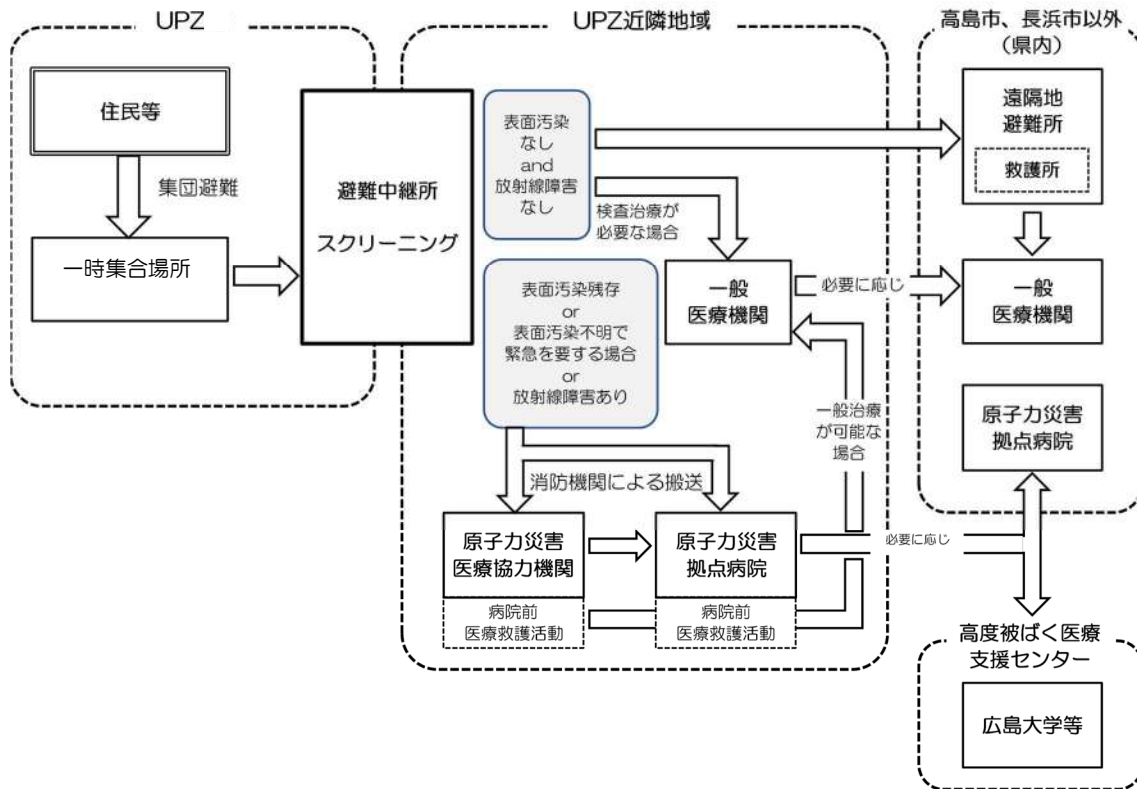 UPZ
住民等
集団避難
一時集合場所
避難中継所
スクリーニング
UPZ近隣地域
表面汚染
なし
and
放射線障害
なし
検査治療が
必要な場合
一般
医療機関
必要に応じ
表面汚染残存
or
表面汚染不明で
緊急を要する場合
or
放射線障害あり
消防機関による搬送
一般治療
が可能な
場合
原子力災害
医療協力機関
病院前
医療救護活動
原子力災害
拠点病院
病院前
医療救護活動
必要に応じ
高島市、長浜市以外
（県内）
遠隔地
避難所
救護所
一般
医療機関
原子力災害
拠点病院
高度被ばく医療
支援センター
広島大学等